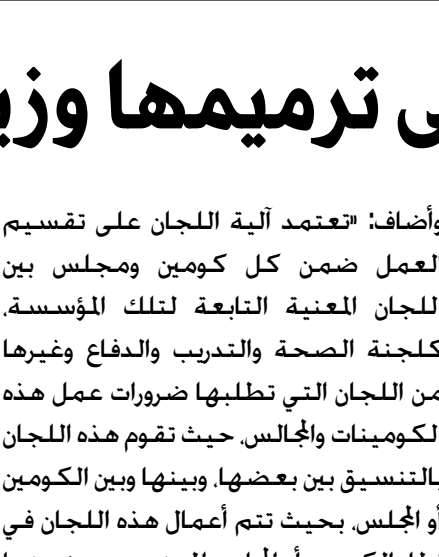 ترميمها
وأضاف: «تعتمد آلية اللجان على تقسيم
العمل ضمن كل كومين ومجلس بين
اللجان المعنية التابعة لتلك المؤسسة،
كلجنة الصحة والتدريب والدفاع وغيرها
من اللجان التي تطلبها ضرورات عمل هذه
الكومينات والمجالس، حيث تقوم هذه اللجان
بالتنسيق بين بعضها، وبينها وبين الكومين
أو المجلس، بحيث تتم أعمال هذه اللجان في